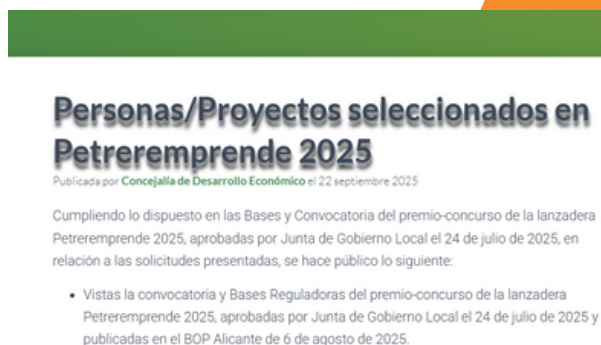 Personas/Proyectos seleccionados en
Petreremprende 2025
Publicada por Concejalía de Desarrollo Económico el 22 septiembre 2025
Cumpliendo lo dispuesto en las Bases y Convocatoria del premio-concurso de la lanzadera
Petreremprende 2025, aprobadas por Junta de Gobierno Local el 24 de julio de 2025, en
relación a las solicitudes presentadas, se hace público lo siguiente:
• Vistas la convocatoria y Bases Reguladoras del premio-concurso de la lanzadera
Petreremprende 2025, aprobadas por Junta de Gobierno Local el 24 de julio de 2025 y
publicadas en el BOP Alicante de 6 de agosto de 2025.